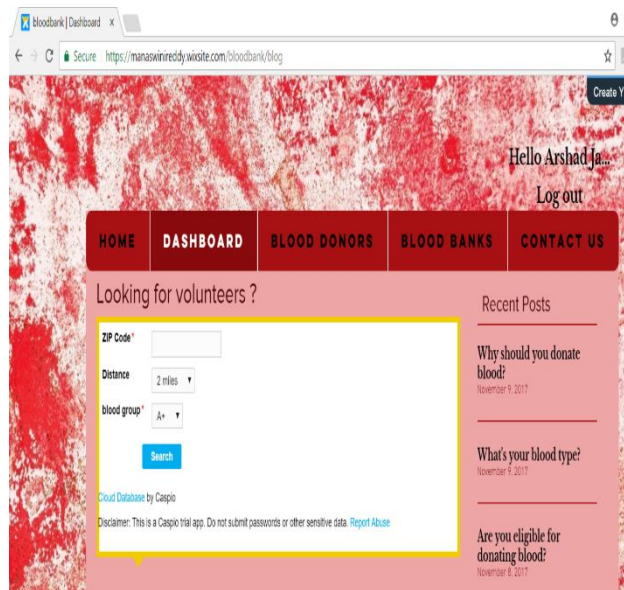 bloodbank | Dashboard
Secure https://manaswinireddy.wixsite.com/bloodbank/blog
Create Y
Hello Arshad Ja...
Log out
HOME DASHBOARD BLOOD DONORS BLOOD BANKS CONTACT US
Looking for volunteers ?
ZIP Code*
Distance 2 miles
blood group* A+
Search
Cloud Database by Caspio
Disclaimer: This is a Caspio trial app. Do not submit passwords or other sensitive data. Report Abuse
Recent Posts
Why should you donate
blood?
November 9, 2017
What's your blood type?
November 9, 2017
Are you eligible for
donating blood?
November 8, 2017